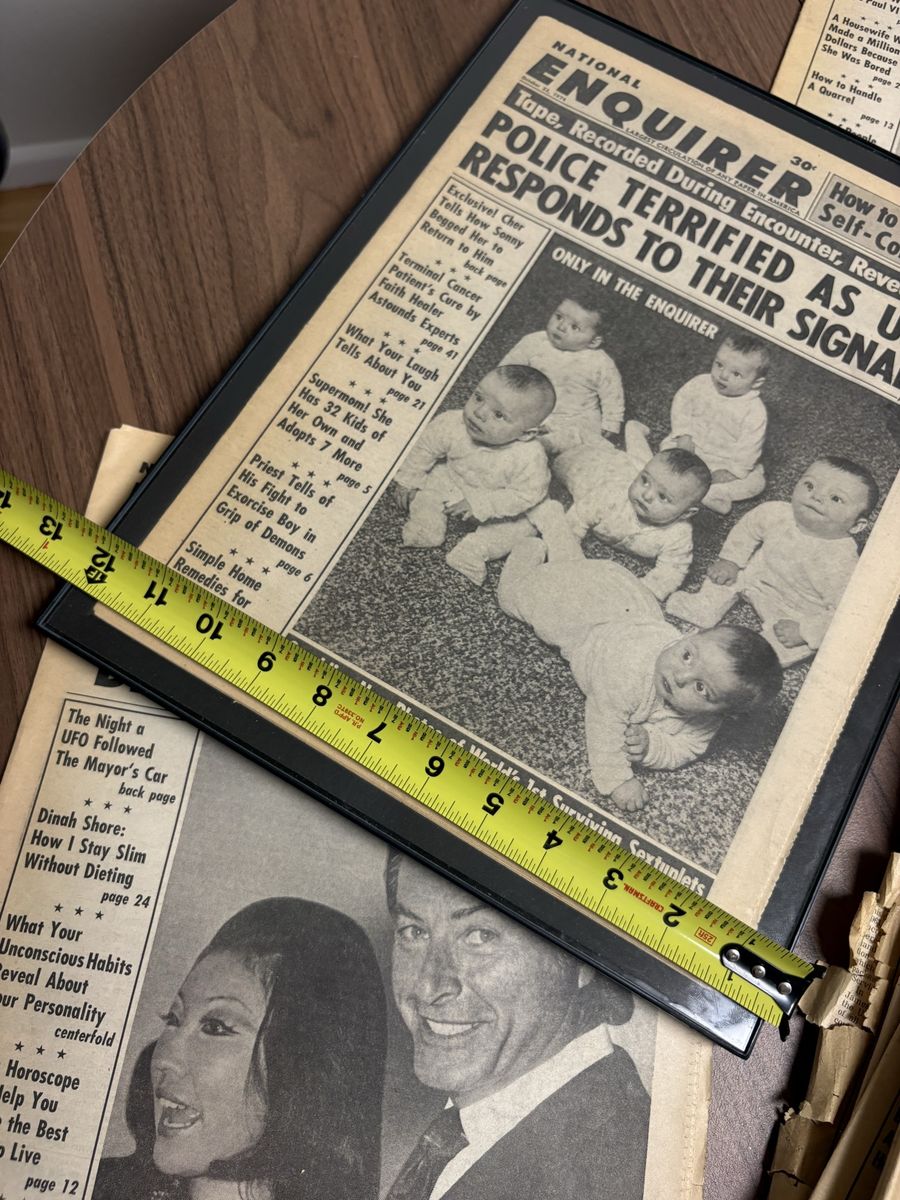 NATIONAL
ENQUIRER
30¢
LARGEST CIRCULATION OF ANY PAPER IN AMERICA
How to
Self-Co
Tape, Recorded During Encounter, Reve
POLICE TERRIFIED AS U
RESPONDS TO THEIR SIGNAL
Exclusive! Cher
Tells How Sonny
Begged Her to
Return to Him
back page
Terminal Cancer
Patient's Cure by
Faith Healer
Astounds Experts
page 41
What Your Laugh
Tells About You
page 21
Supermom! She
Has 32 Kids of
Her Own and
Adopts 7 More
page 5
Priest Tells of
His Fight to
Exorcise Boy in
Grip of Demons
page 6
Simple Home
Remedies for
ONLY IN THE ENQUIRER
of World's 1st Surviving Sextuplets
13 12 11 10 9 8 7 6 5 4 3 2 1
CRAFTSMAN
25ft
Paul VI
A Housewife W
Made a Million
Dollars Because
She Was Bored
page 2
How to Handle
A Quarrel
page 13
The Night a
UFO Followed
The Mayor's Car
back page
Dinah Shore:
How I Stay Slim
Without Dieting
page 24
What Your
Unconscious Habits
Reveal About
our Personality
centerfold
Horoscope
Help You
the Best
o Live
page 12